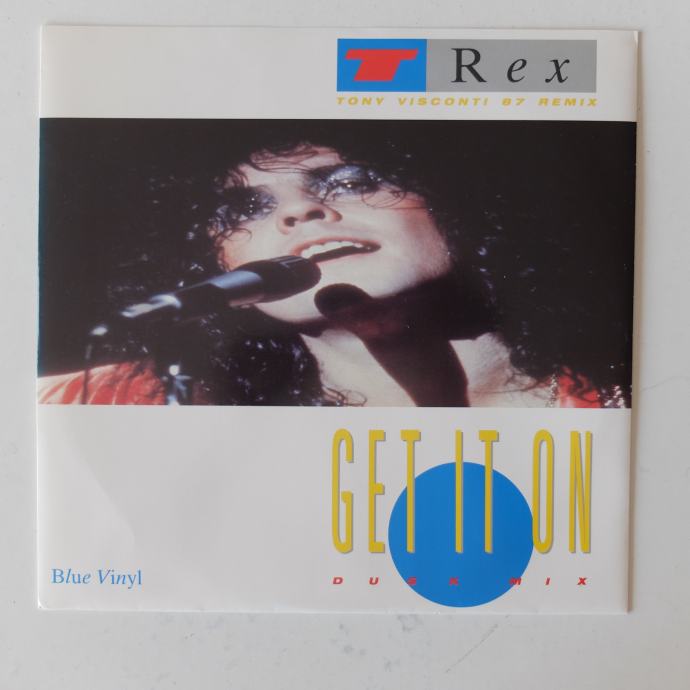 T Rex
TONY VISCONTI 87 REMIX
GET IT ON
DUSK MIX
Blue Vinyl